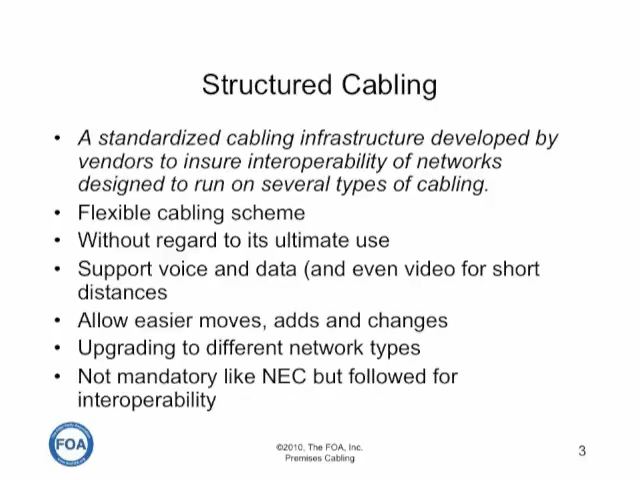 Structured Cabling
• A standardized cabling infrastructure developed by
vendors to insure interoperability of networks
designed to run on several types of cabling.
• Flexible cabling scheme
• Without regard to its ultimate use
• Support voice and data (and even video for short
distances
• Allow easier moves, adds and changes
• Upgrading to different network types
• Not mandatory like NEC but followed for
interoperability
FOA
©2010, The FOA, Inc.
Premises Cabling
3